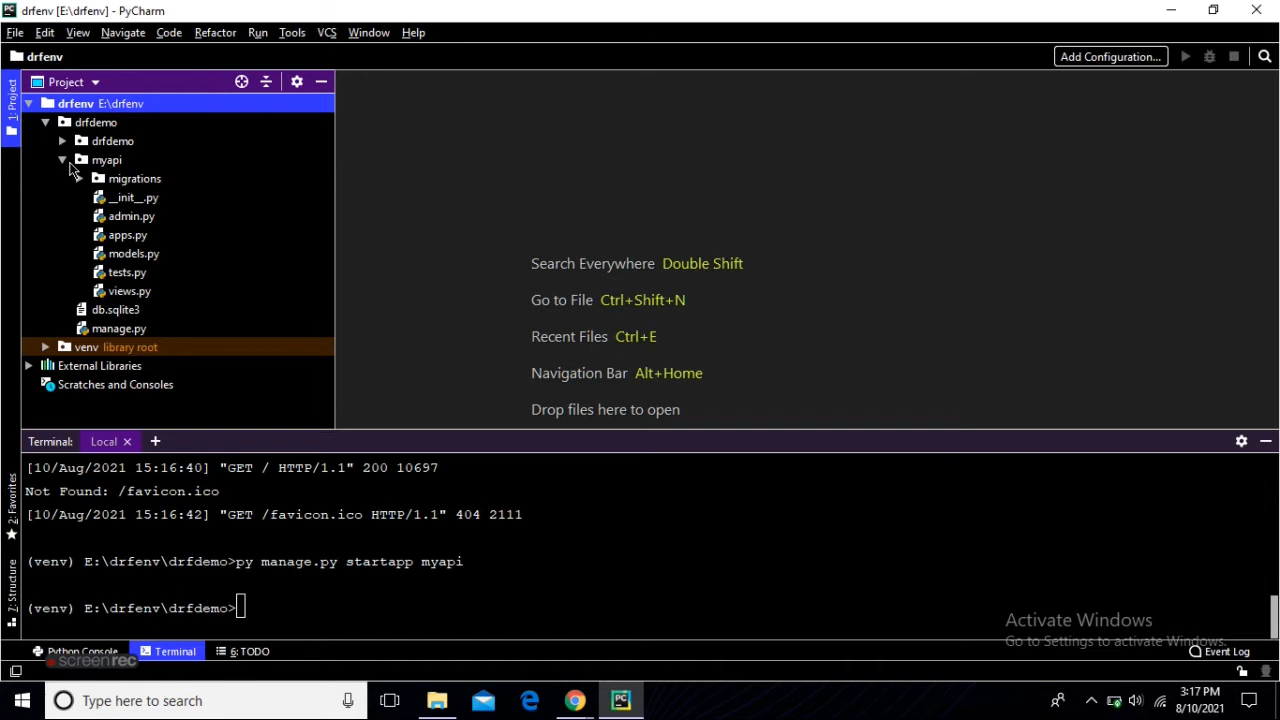 drfenv [E:\drfenv] - PyCharm
File Edit View Navigate Code Refactor Run Tools VCS Window Help
drfenv
Add Configuration...
1: Project
Project
drfenv E:\drfenv
drfdemo
drfdemo
myapi
migrations
__init__.py
admin.py
apps.py
models.py
tests.py
views.py
db.sqlite3
manage.py
venv library root
External Libraries
Scratches and Consoles
Search Everywhere Double Shift
Go to File Ctrl+Shift+N
Recent Files Ctrl+E
Navigation Bar Alt+Home
Drop files here to open
2: Favorites
7: Structure
Terminal: Local +
[10/Aug/2021 15:16:40] "GET / HTTP/1.1" 200 10697
Not Found: /favicon.ico
[10/Aug/2021 15:16:42] "GET /favicon.ico HTTP/1.1" 404 2111
(venv) E:\drfenv\drfdemo>py manage.py startapp myapi
(venv) E:\drfenv\drfdemo>
Activate Windows
Go to Settings to activate Windows.
Python Console Terminal 6: TODO Event Log
screenrec
Type here to search
3:17 PM
8/10/2021